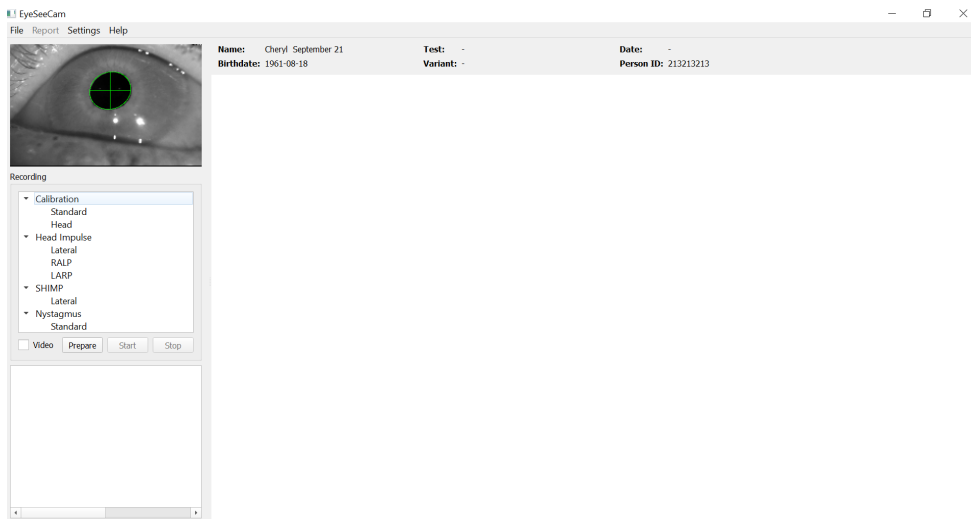 EyeSeeCam
File Report Settings Help
Name: Cheryl September 21 Test: - Date: -
Birthdate: 1961-08-18 Variant: - Person ID: 213213213
Recording
Calibration
Standard
Head
Head Impulse
Lateral
RALP
LARP
SHIMP
Lateral
Nystagmus
Standard
Video Prepare Start Stop